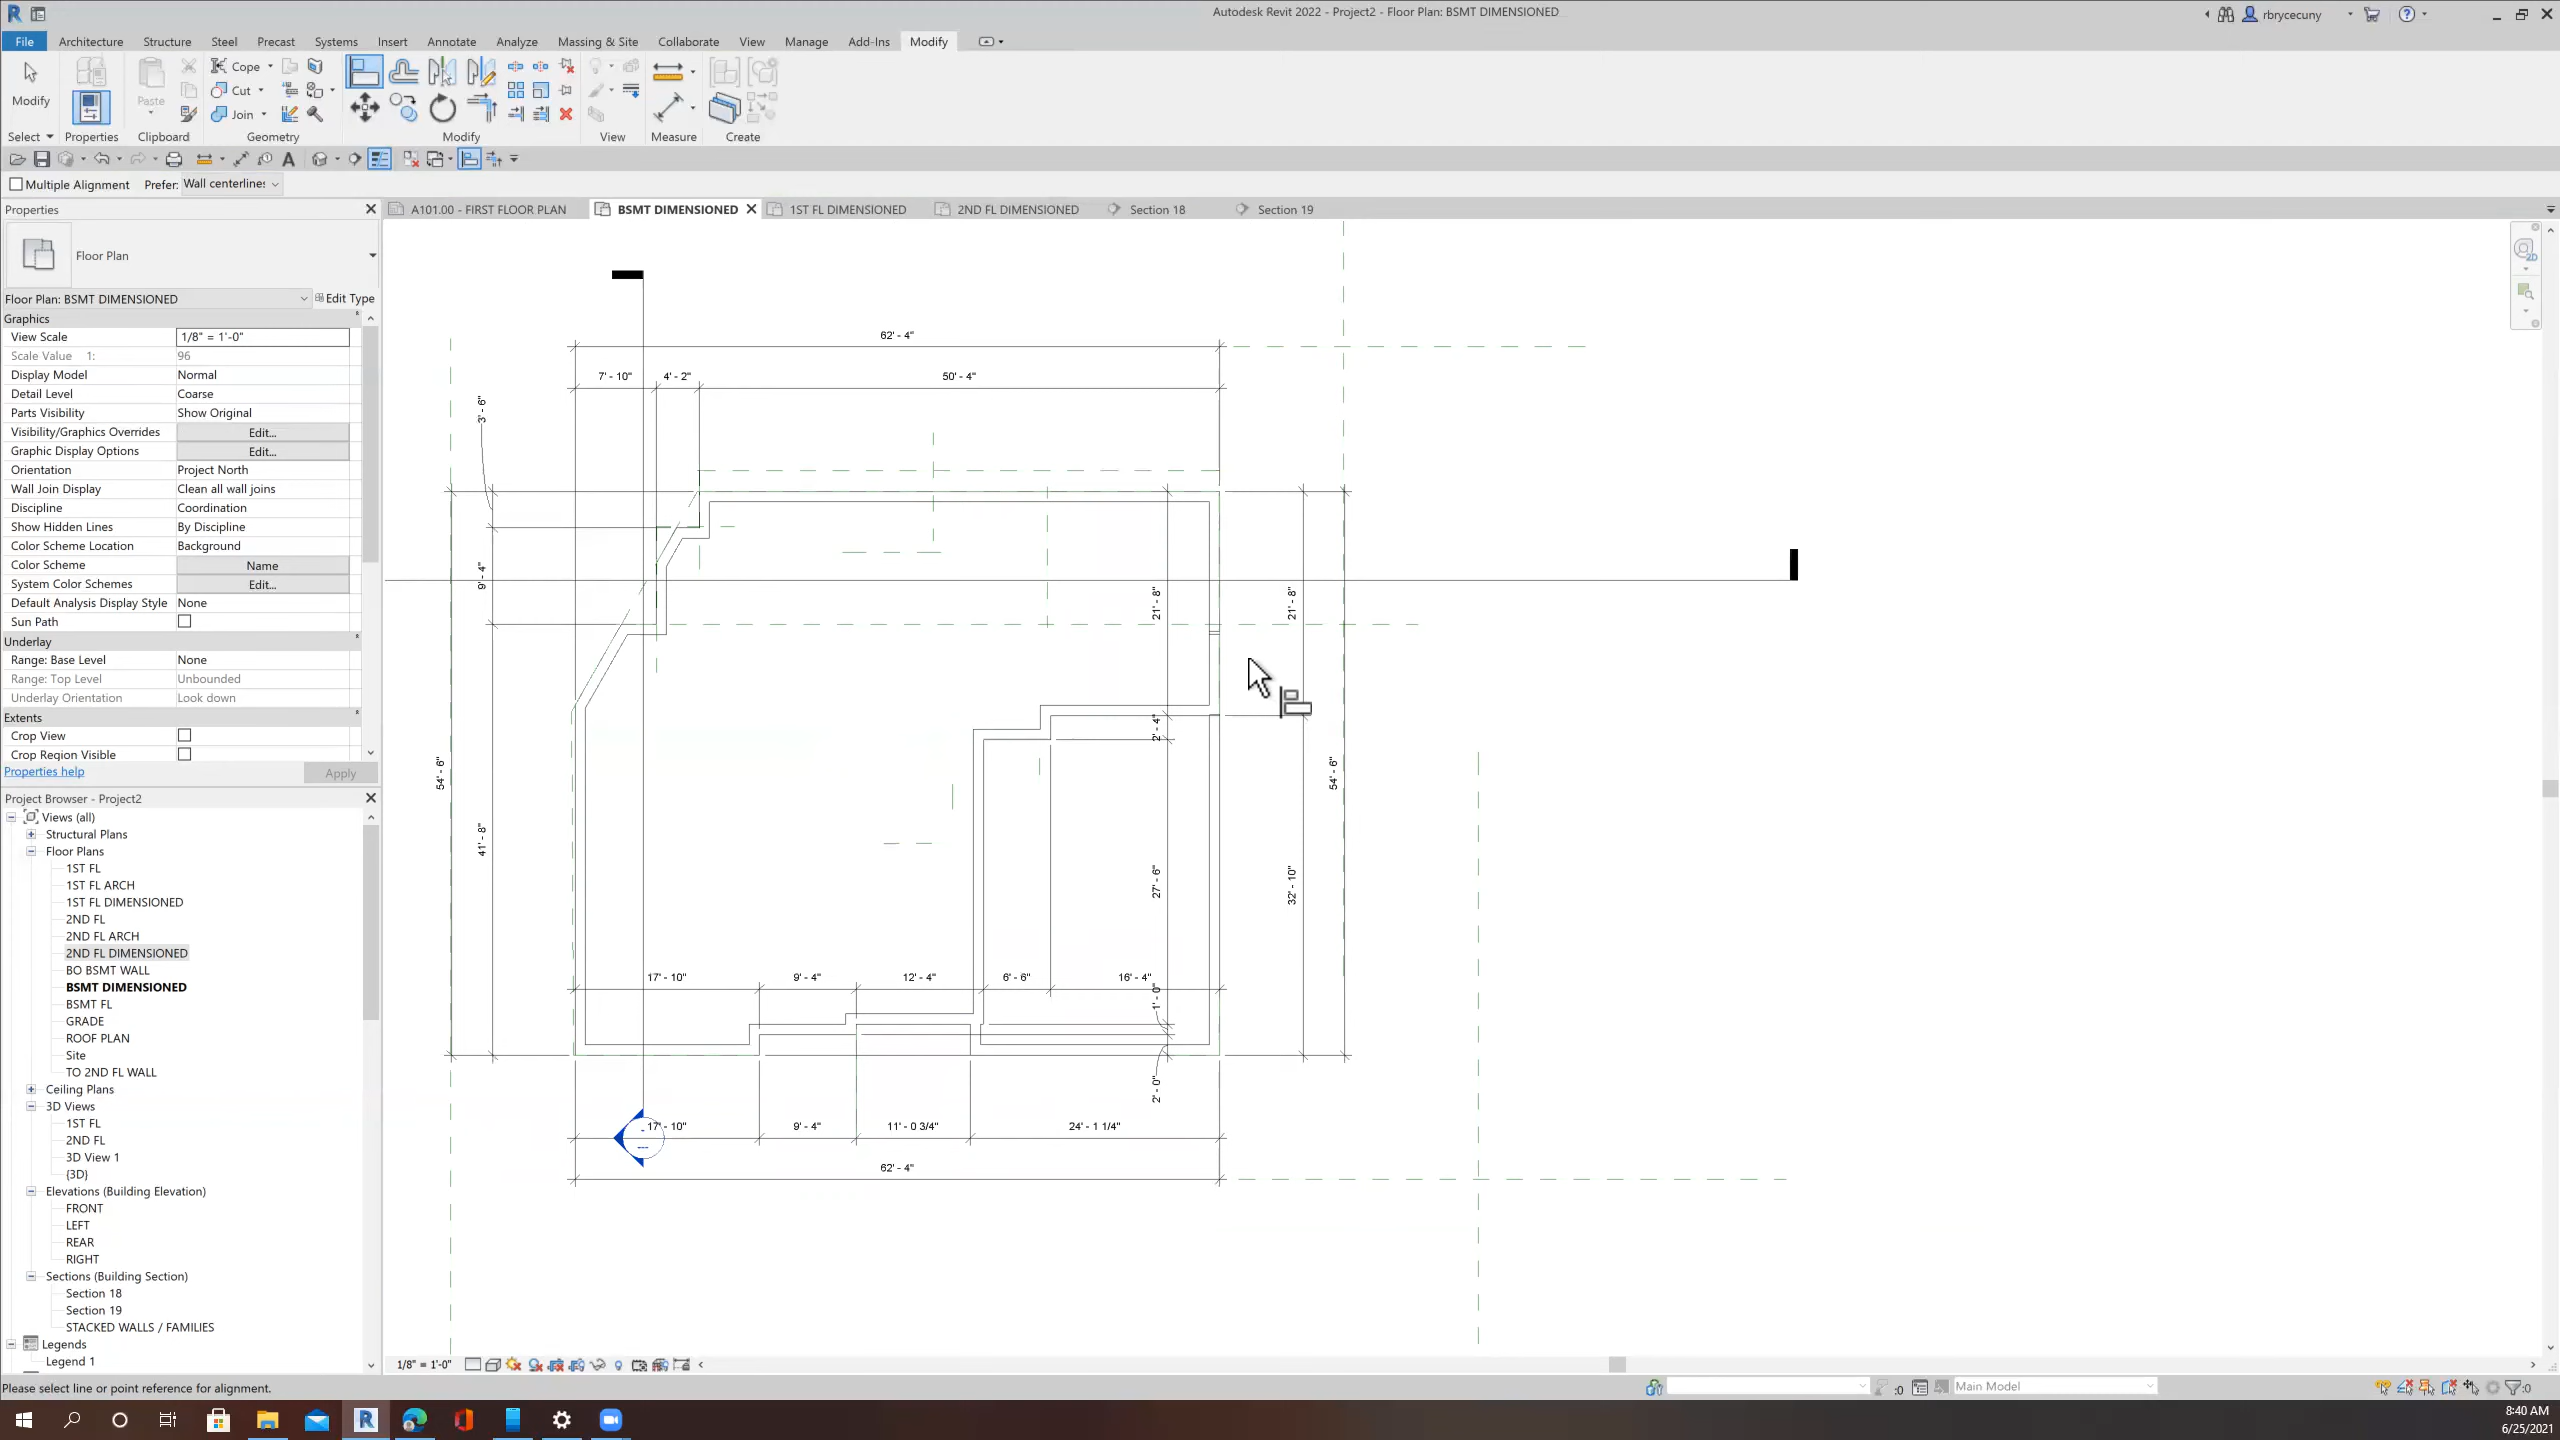 Autodesk Revit 2022 - Project2 - Floor Plan: BSMT DIMENSIONED
rbrycecuny
File Architecture Structure Steel Precast Systems Insert Annotate Analyze Massing & Site Collaborate View Manage Add-Ins Modify
Modify
Paste
Cope
Cut
Join
Select Properties Clipboard Geometry Modify View Measure Create
Multiple Alignment Prefer: Wall centerlines
Properties
A101.00 - FIRST FLOOR PLAN BSMT DIMENSIONED 1ST FL DIMENSIONED 2ND FL DIMENSIONED Section 18 Section 19
Floor Plan
Floor Plan: BSMT DIMENSIONED Edit Type
Graphics
View Scale 1/8" = 1'-0"
Scale Value 1: 96
Display Model Normal
Detail Level Coarse
Parts Visibility Show Original
Visibility/Graphics Overrides Edit...
Graphic Display Options Edit...
Orientation Project North
Wall Join Display Clean all wall joins
Discipline Coordination
Show Hidden Lines By Discipline
Color Scheme Location Background
Color Scheme Name
System Color Schemes Edit...
Default Analysis Display Style None
Sun Path
Underlay
Range: Base Level None
Range: Top Level Unbounded
Underlay Orientation Look down
Extents
Crop View
Crop Region Visible
Properties help Apply
Project Browser - Project2
Views (all)
Structural Plans
Floor Plans
1ST FL
1ST FL ARCH
1ST FL DIMENSIONED
2ND FL
2ND FL ARCH
2ND FL DIMENSIONED
BO BSMT WALL
BSMT DIMENSIONED
BSMT FL
GRADE
ROOF PLAN
Site
TO 2ND FL WALL
Ceiling Plans
3D Views
1ST FL
2ND FL
3D View 1
{3D}
Elevations (Building Elevation)
FRONT
LEFT
REAR
RIGHT
Sections (Building Section)
Section 18
Section 19
STACKED WALLS / FAMILIES
Legends
Legend 1
62' - 4"
7' - 10" 4' - 2" 50' - 4"
3' - 6"
9' - 4"
21' - 8"
21' - 8"
2' - 4"
54' - 6"
54' - 6"
41' - 8"
27' - 6"
32' - 10"
17' - 10" 9' - 4" 12' - 4" 6' - 6" 16' - 4"
1' - 0"
2' - 0"
17' - 10" 9' - 4" 11' - 0 3/4" 24' - 1 1/4"
62' - 4"
1/8" = 1'-0"
Please select line or point reference for alignment.
:0
Main Model
:0
8:40 AM
6/25/2021